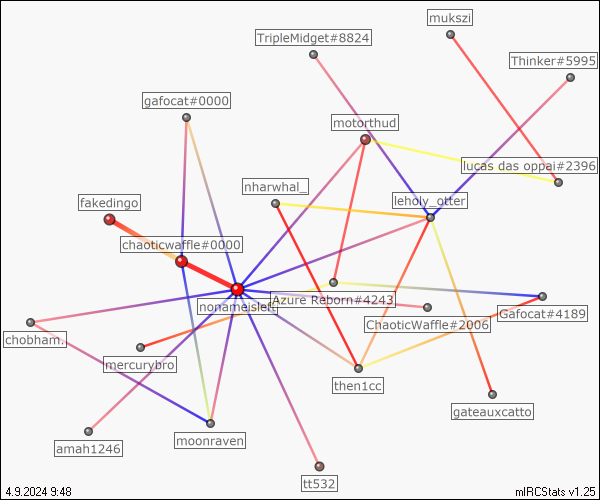 mukszi
TripleMidget#8824
Thinker#5995
gafocat#0000
motorthud
lucas das oppai#2396
nharwhal_
leholy_otter
fakedingo
chaoticwaffle#0000
nonameisleft
Azure Reborn#4243
Gafocat#4189
ChaoticWaffle#2006
chobham.
mercurybro
then1cc
gateauxcatto
moonraven
amah1246
tt532
4.9.2024 9:48
mIRCStats v1.25